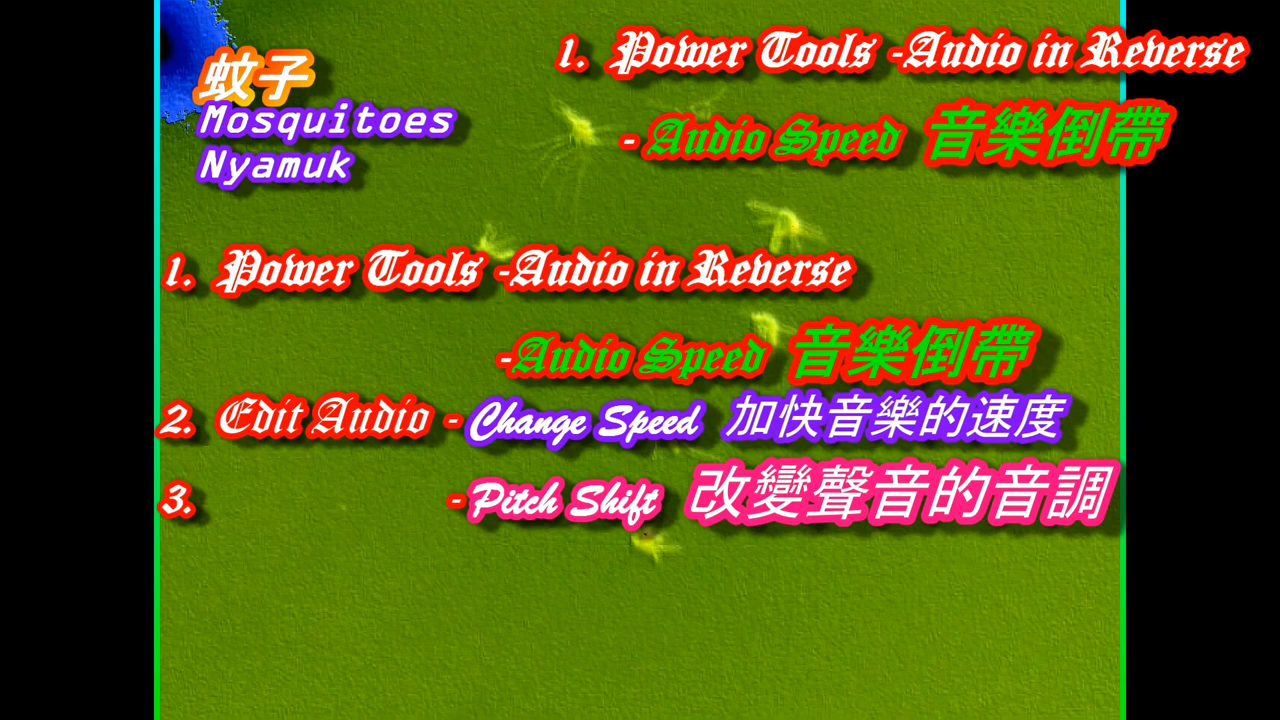 蚊子
Mosquitoes
Nyamuk
1. Power Tools -Audio in Reverse
- Audio Speed 音樂倒帶
1. Power Tools -Audio in Reverse
-Audio Speed 音樂倒帶
2. Edit Audio - Change Speed 加快音樂的速度
3. - Pitch Shift 改變聲音的音調